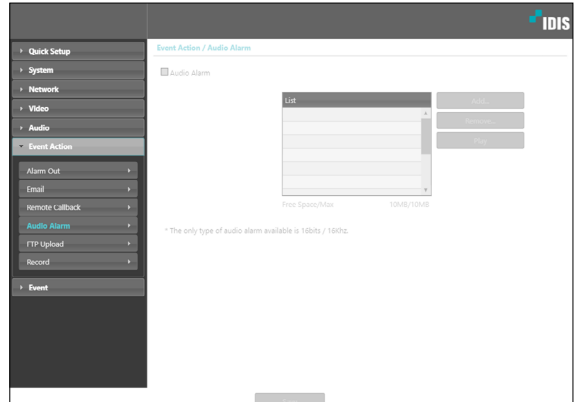 IDIS
Quick Setup
System
Network
Video
Audio
Event Action
Alarm Out
Email
Remote Callback
Audio Alarm
FTP Upload
Record
Event
Event Action / Audio Alarm
Audio Alarm
List
Add...
Remove...
Play
Free Space/Max 10MB/10MB
* The only type of audio alarm available is 16bits / 16Khz.